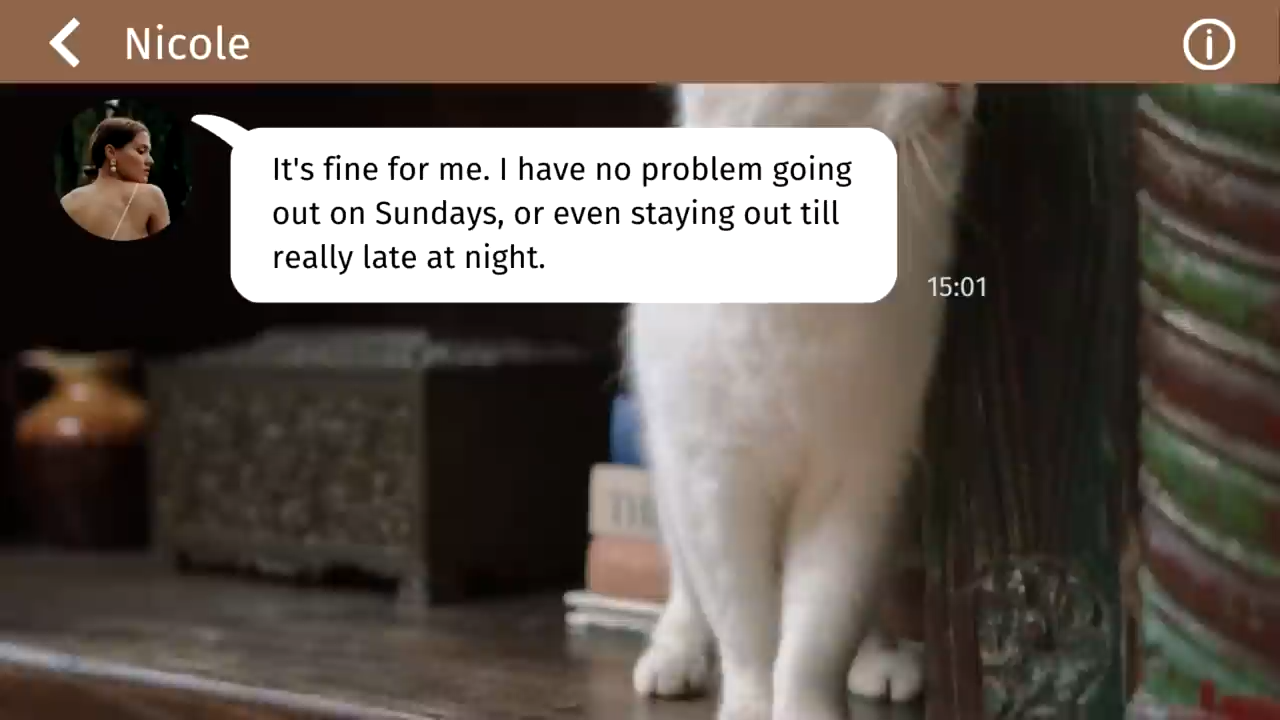 Nicole
It's fine for me. I have no problem going
out on Sundays, or even staying out till
really late at night.
15:01